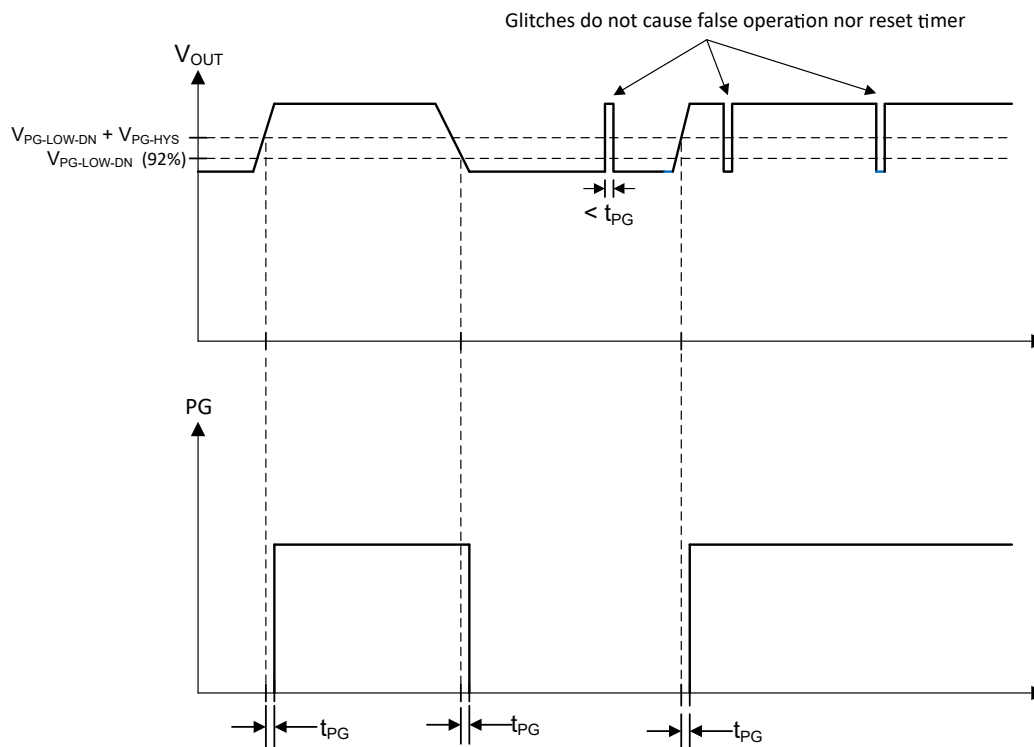 Glitches do not cause false operation nor reset timer
VOUT
VPG-LOW-DN + VPG-HYS
VPG-LOW-DN (92%)
< tPG
PG
tPG
tPG
tPG